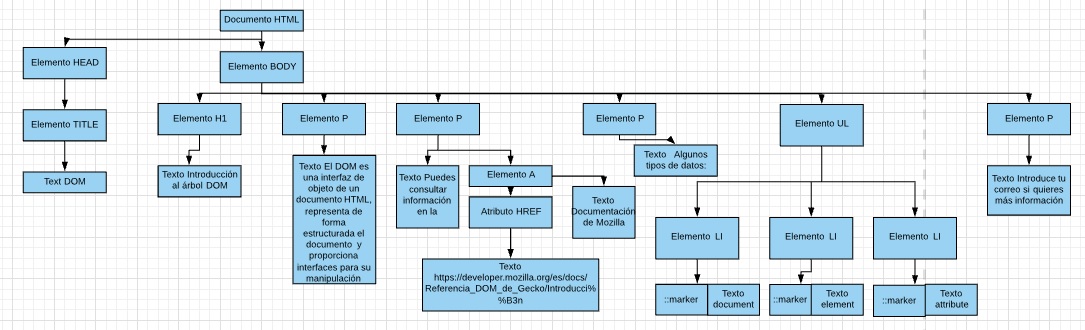 Documento HTML
Elemento HEAD
Elemento BODY
Elemento TITLE
Elemento H1
Elemento P
Elemento P
Elemento P
Elemento UL
Elemento P
Text DOM
Texto Introducción
al árbol DOM
Texto El DOM es
una interfaz de
objeto de un
documento HTML,
representa de
forma
estructurada el
documento y
proporciona
interfaces para su
manipulación
Texto Puedes
consultar
información
en la
Elemento A
Atributo HREF
Texto
https://developer.mozilla.org/es/docs/
Referencia_DOM_de_Gecko/Introducci%
%B3n
Texto
Documentación
de Mozilla
Texto Algunos
tipos de datos:
Elemento LI
Elemento LI
Elemento LI
::marker
Texto
document
::marker
Texto
element
::marker
Texto
attribute
Texto Introduce tu
correo si quieres
más información